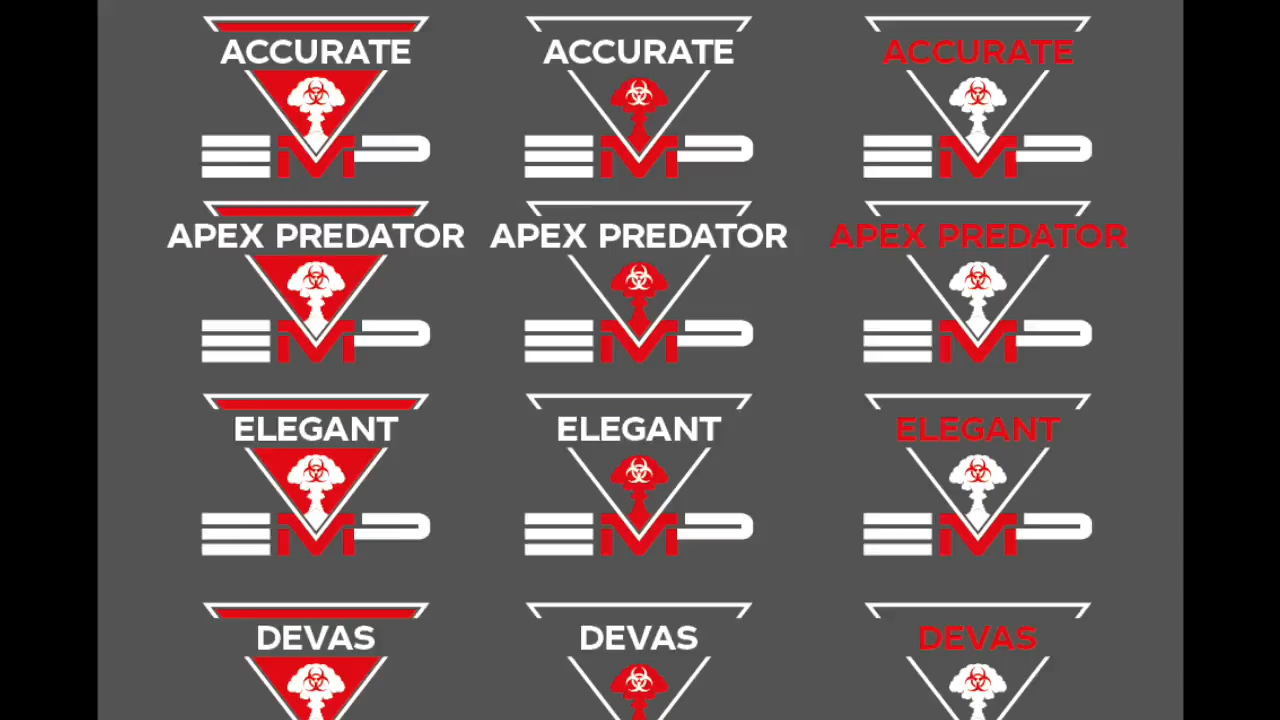 ACCURATE ACCURATE ACCURATE
EMP EMP EMP
APEX PREDATOR APEX PREDATOR APEX PREDATOR
EMP EMP EMP
ELEGANT ELEGANT ELEGANT
EMP EMP EMP
DEVAS DEVAS DEVAS